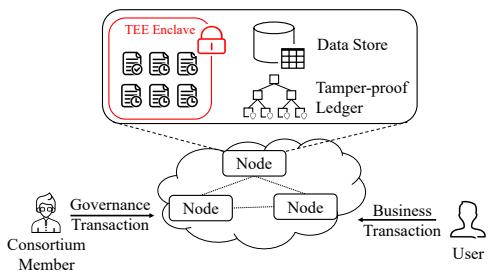 TEE Enclave
Data Store
Tamper-proof
Ledger
Node
Node
Node
Governance
Transaction
Consortium
Member
Business
Transaction
User